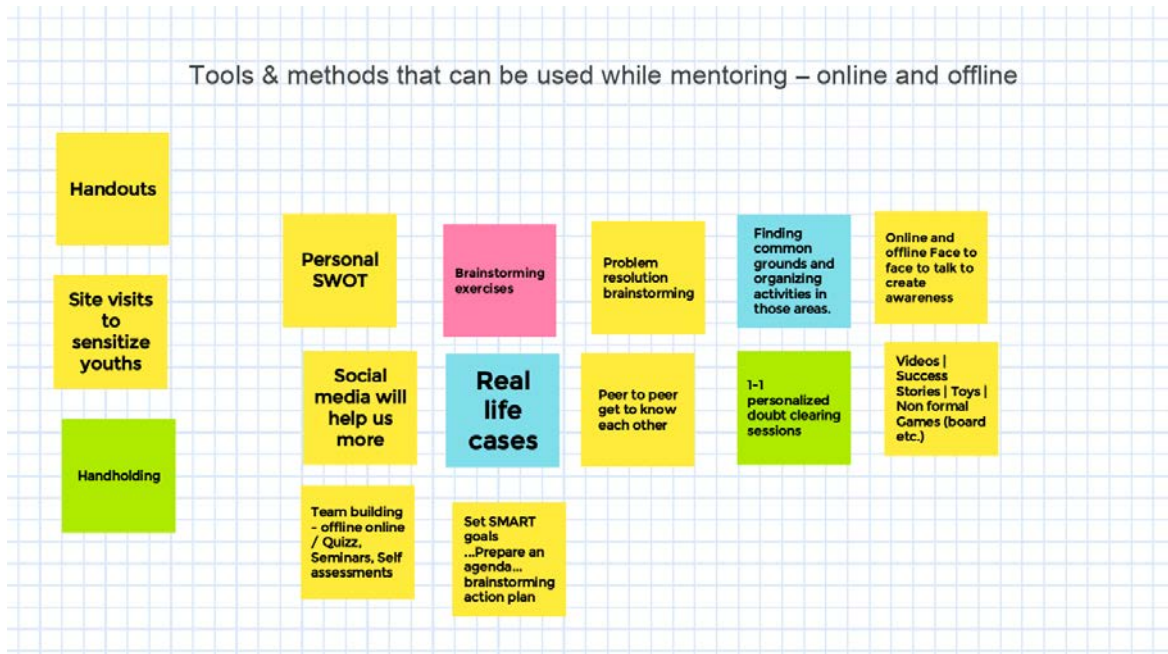 Tools & methods that can be used while mentoring – online and offline
Handouts
Site visits
to
sensitize
youths
Handholding
Personal
SWOT
Brainstorming
exercises
Problem
resolution
brainstorming
Finding
common
grounds and
organizing
activities in
those areas.
Online and
offline Face to
face to talk to
create
awareness
Social
media will
help us
more
Real
life
cases
Peer to peer
get to know
each other
1-1
personalized
doubt clearing
sessions
Videos |
Success
Stories | Toys |
Non formal
Games (board
etc.)
Team building
- offline online
/ Quizz,
Seminars, Self
assessments
Set SMART
goals
...Prepare an
agenda...
brainstorming
action plan